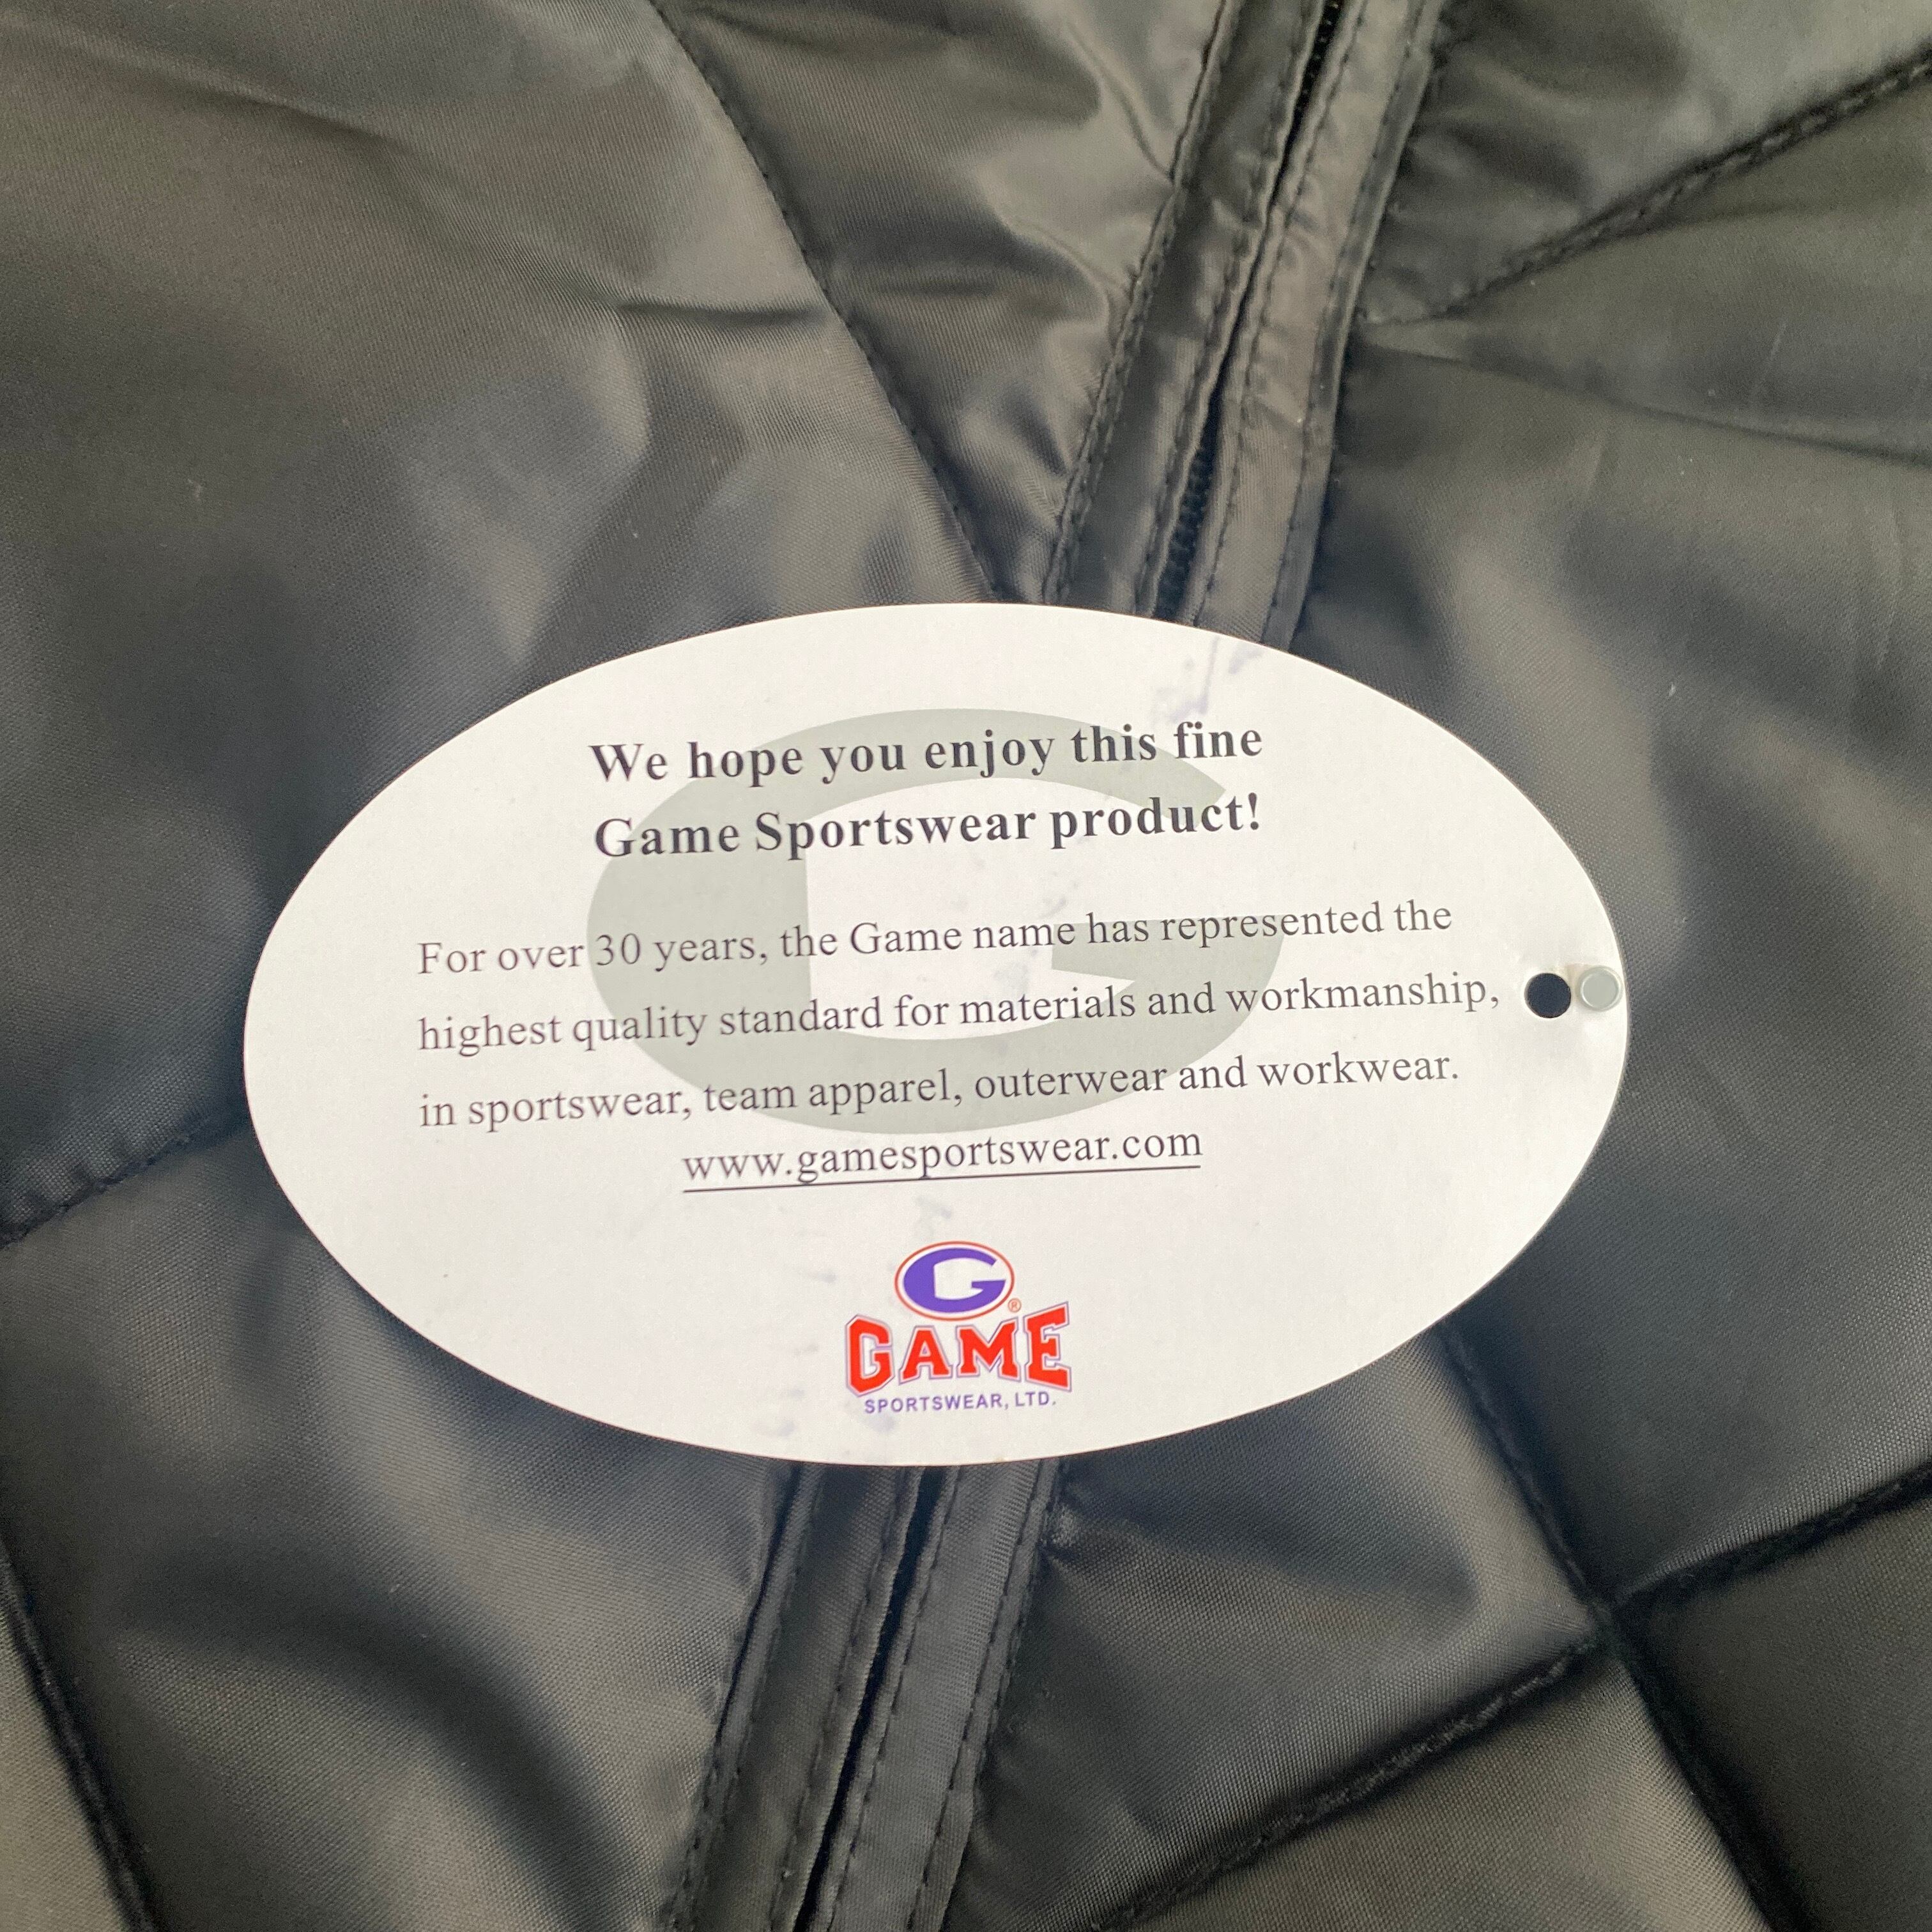 We hope you enjoy this fine
Game Sportswear product!
For over 30 years, the Game name has represented the
highest quality standard for materials and workmanship,
in sportswear, team apparel, outerwear and workwear.
www.gamesportswear.com
G®
GAME
SPORTSWEAR, LTD.